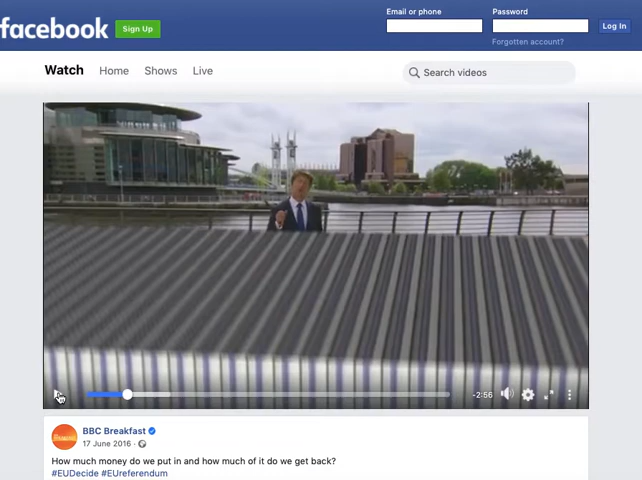 facebook
Sign Up
Email or phone
Password
Log In
Forgotten account?
Watch
Home
Shows
Live
Search videos
-2:56
BBC Breakfast
17 June 2016 ·
How much money do we put in and how much of it do we get back?
#EUDecide #EUreferendum